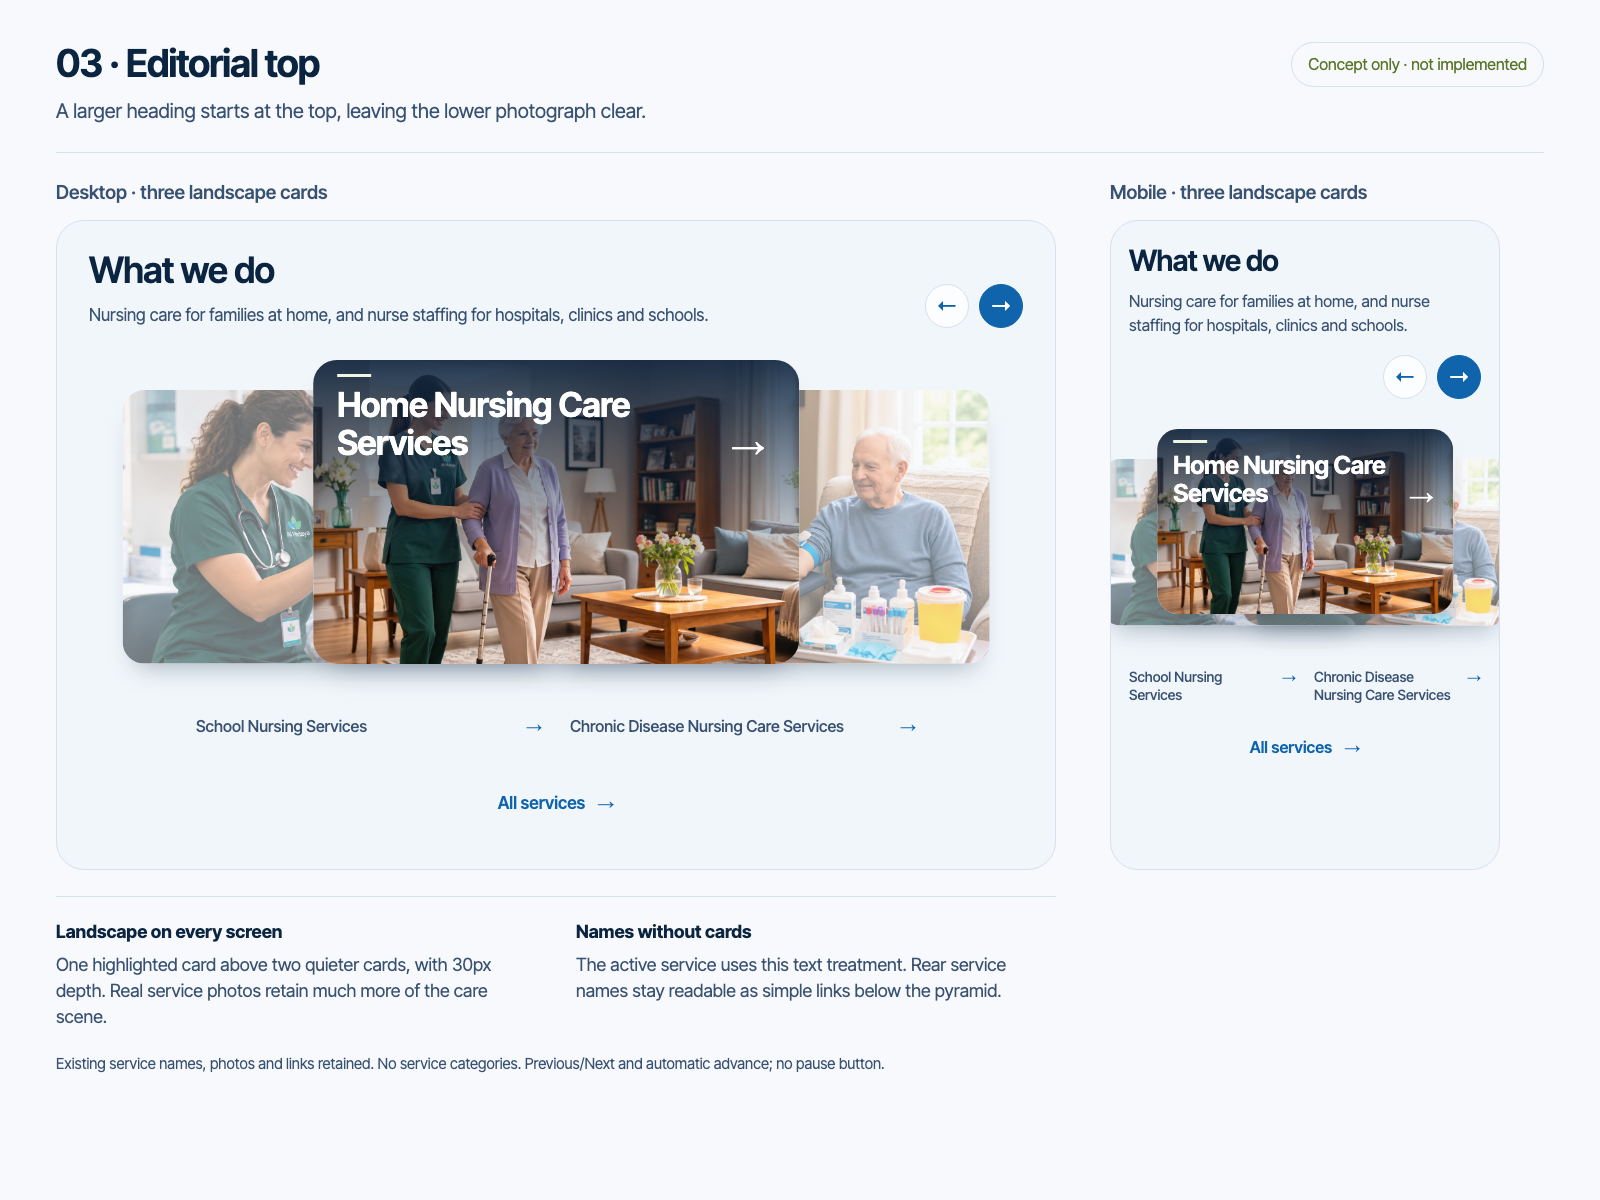 03 · Editorial top
Concept only · not implemented
A larger heading starts at the top, leaving the lower photograph clear.
Desktop · three landscape cards
What we do
Nursing care for families at home, and nurse staffing for hospitals, clinics and schools.
← →
Home Nursing Care
Services →
School Nursing Services → Chronic Disease Nursing Care Services →
All services →
Mobile · three landscape cards
What we do
Nursing care for families at home, and nurse
staffing for hospitals, clinics and schools.
← →
Home Nursing Care
Services →
School Nursing
Services →
Chronic Disease
Nursing Care Services →
All services →
Landscape on every screen
One highlighted card above two quieter cards, with 30px
depth. Real service photos retain much more of the care
scene.
Names without cards
The active service uses this text treatment. Rear service
names stay readable as simple links below the pyramid.
Existing service names, photos and links retained. No service categories. Previous/Next and automatic advance; no pause button.